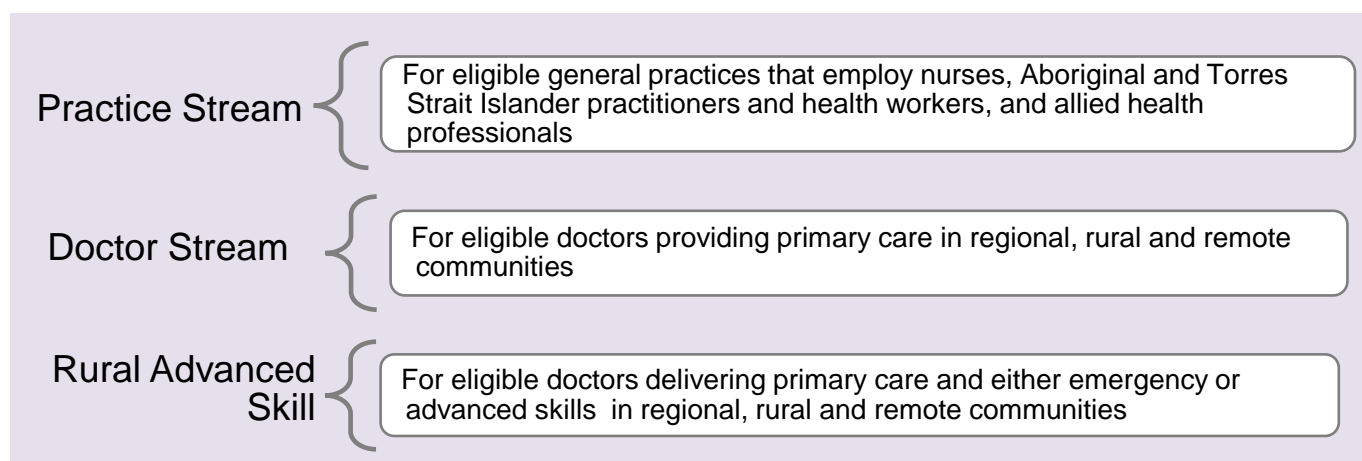 Practice Stream
For eligible general practices that employ nurses, Aboriginal and Torres
Strait Islander practitioners and health workers, and allied health
professionals
Doctor Stream
For eligible doctors providing primary care in regional, rural and remote
communities
Rural Advanced
Skill
For eligible doctors delivering primary care and either emergency or
advanced skills in regional, rural and remote communities